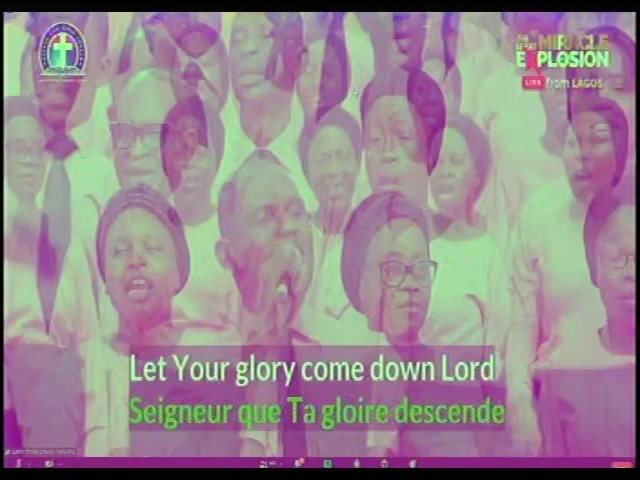 MIRACLE
EXPLOSION
LIVE from LAGOS
Let Your glory come down Lord
Seigneur que Ta gloire descende